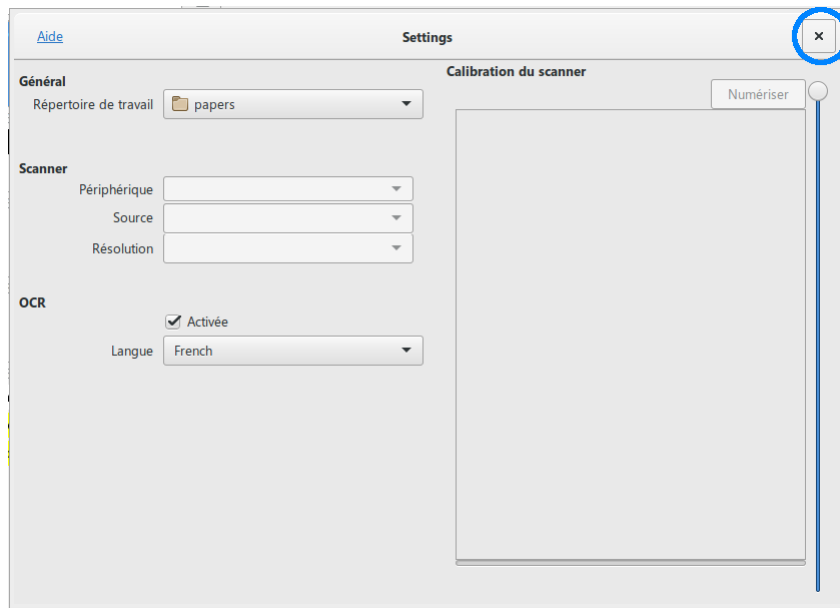 Aide
Settings
Général
Répertoire de travail papers
Scanner
Périphérique
Source
Résolution
OCR
Activée
Langue French
Calibration du scanner
Numériser